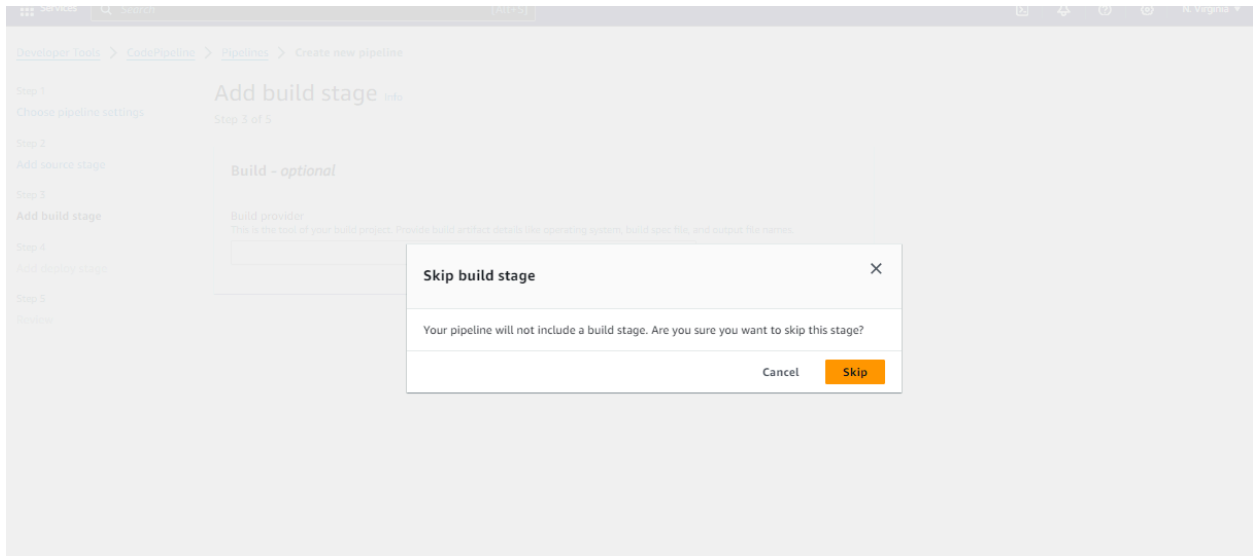 Services Search [Alt+S] N. Virginia
Developer Tools > CodePipeline > Pipelines > Create new pipeline
Step 1
Choose pipeline settings
Step 2
Add source stage
Step 3
Add build stage
Step 4
Add deploy stage
Step 5
Review
Add build stage Info
Step 3 of 5
Build – optional
Build provider
This is the tool of your build project. Provide build artifact details like operating system, build spec file, and output file names.
Skip build stage
Your pipeline will not include a build stage. Are you sure you want to skip this stage?
Cancel Skip